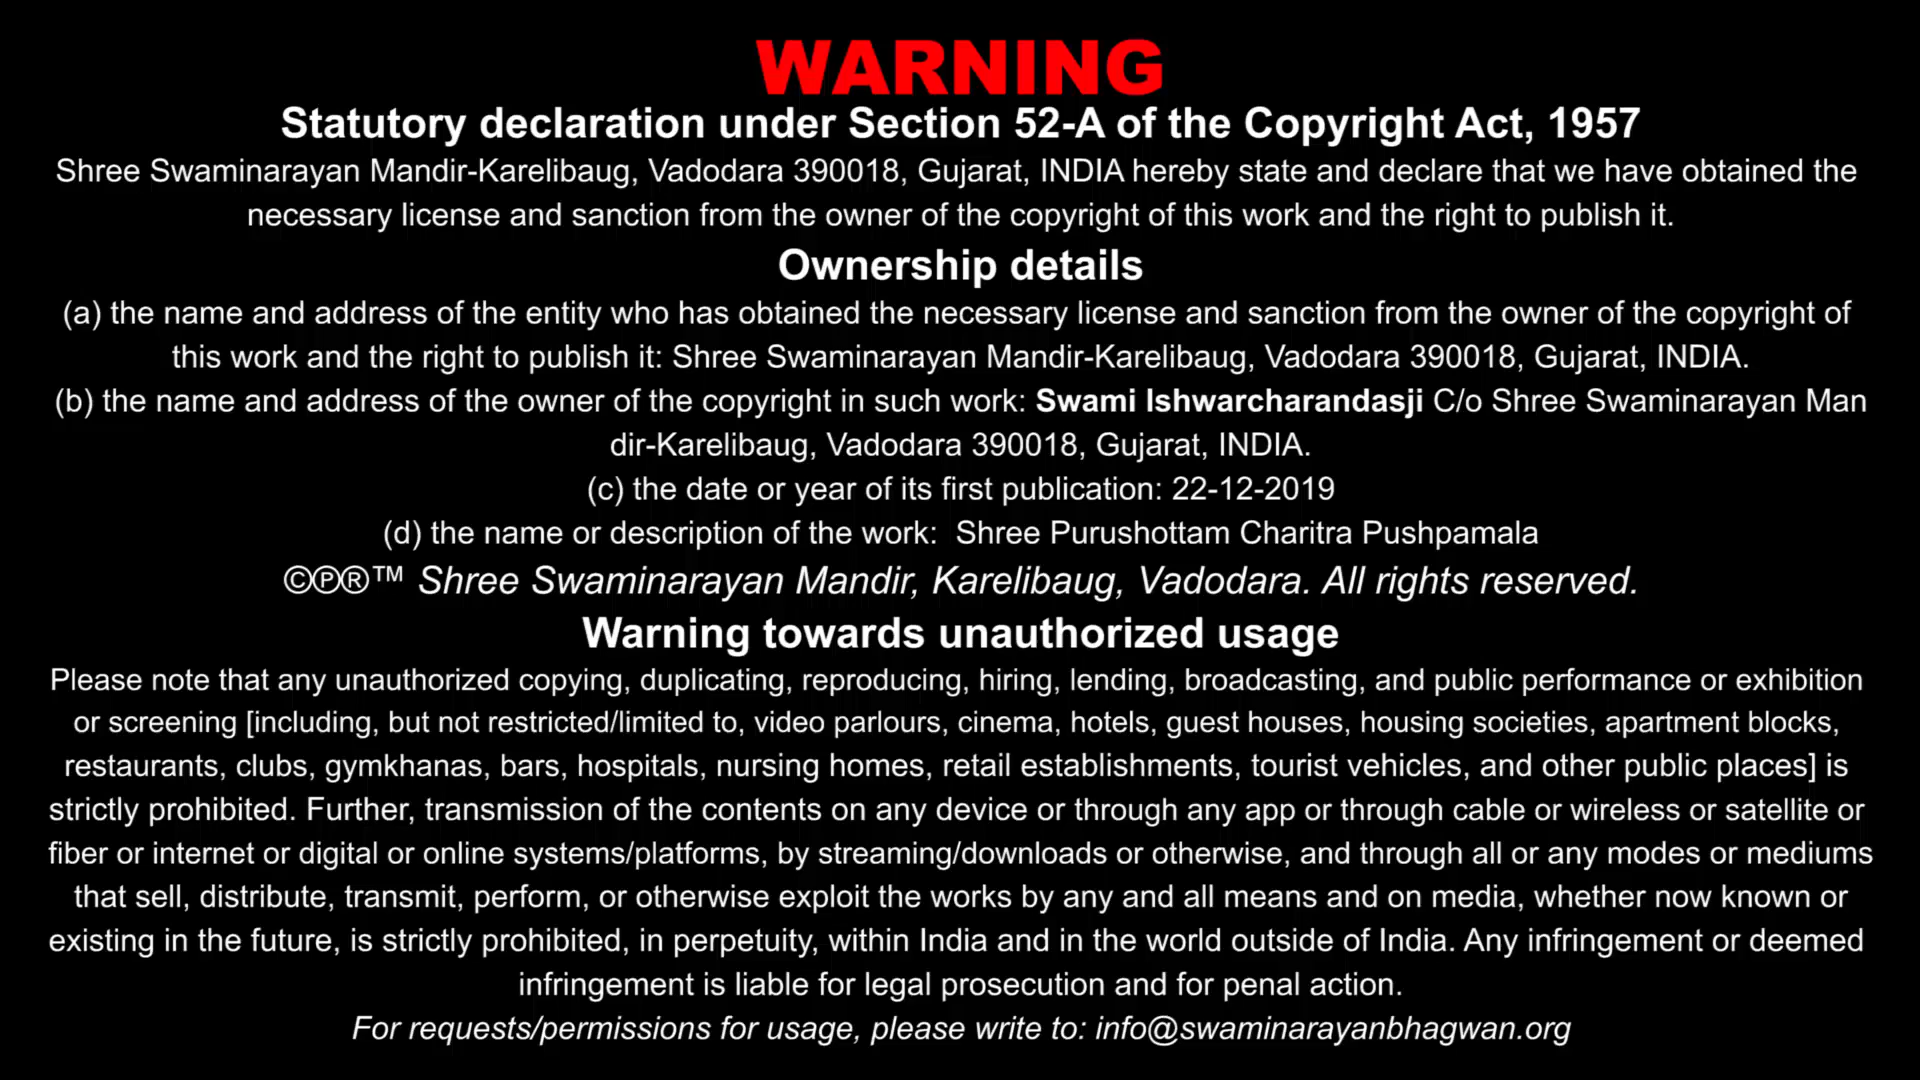 WARNING
Statutory declaration under Section 52-A of the Copyright Act, 1957
Shree Swaminarayan Mandir-Karelibaug, Vadodara 390018, Gujarat, INDIA hereby state and declare that we have obtained the
necessary license and sanction from the owner of the copyright of this work and the right to publish it.
Ownership details
(a) the name and address of the entity who has obtained the necessary license and sanction from the owner of the copyright of
this work and the right to publish it: Shree Swaminarayan Mandir-Karelibaug, Vadodara 390018, Gujarat, INDIA.
(b) the name and address of the owner of the copyright in such work: Swami Ishwarcharandasji C/o Shree Swaminarayan Man
dir-Karelibaug, Vadodara 390018, Gujarat, INDIA.
(c) the date or year of its first publication: 22-12-2019
(d) the name or description of the work:  Shree Purushottam Charitra Pushpamala
©℗®™ Shree Swaminarayan Mandir, Karelibaug, Vadodara. All rights reserved.
Warning towards unauthorized usage
Please note that any unauthorized copying, duplicating, reproducing, hiring, lending, broadcasting, and public performance or exhibition
or screening [including, but not restricted/limited to, video parlours, cinema, hotels, guest houses, housing societies, apartment blocks,
restaurants, clubs, gymkhanas, bars, hospitals, nursing homes, retail establishments, tourist vehicles, and other public places] is
strictly prohibited. Further, transmission of the contents on any device or through any app or through cable or wireless or satellite or
fiber or internet or digital or online systems/platforms, by streaming/downloads or otherwise, and through all or any modes or mediums
that sell, distribute, transmit, perform, or otherwise exploit the works by any and all means and on media, whether now known or
existing in the future, is strictly prohibited, in perpetuity, within India and in the world outside of India. Any infringement or deemed
infringement is liable for legal prosecution and for penal action.
For requests/permissions for usage, please write to: info@swaminarayanbhagwan.org